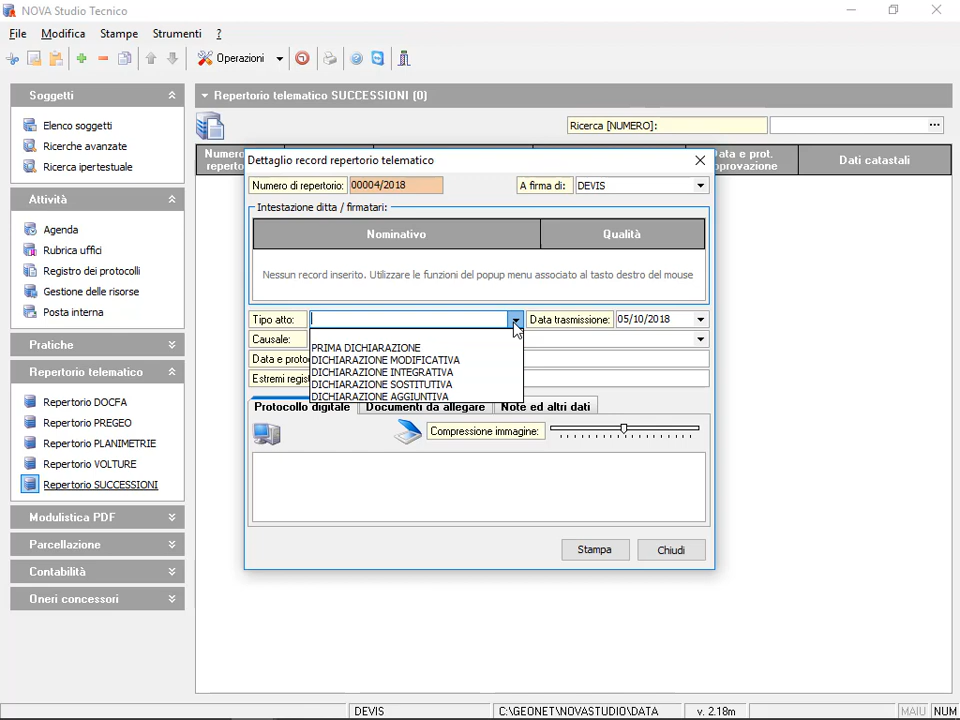 NOVA Studio Tecnico
File Modifica Stampe Strumenti ?
Operazioni
Soggetti
Elenco soggetti
Ricerche avanzate
Ricerca ipertestuale
Attività
Agenda
Rubrica uffici
Registro dei protocolli
Gestione delle risorse
Posta interna
Pratiche
Repertorio telematico
Repertorio DOCFA
Repertorio PREGEO
Repertorio PLANIMETRIE
Repertorio VOLTURE
Repertorio SUCCESSIONI
Modulistica PDF
Parcellazione
Contabilità
Oneri concessori
Repertorio telematico SUCCESSIONI (0)
Ricerca [NUMERO]:
Dati catastali
Dettaglio record repertorio telematico
Numero di repertorio: 00004/2018 A firma di: DEVIS
Intestazione ditta / firmatari:
Nominativo Qualità
Nessun record inserito. Utilizzare le funzioni del popup menu associato al tasto destro del mouse
Tipo atto: Data trasmissione: 05/10/2018
Causale:
PRIMA DICHIARAZIONE
DICHIARAZIONE MODIFICATIVA
DICHIARAZIONE INTEGRATIVA
DICHIARAZIONE SOSTITUTIVA
DICHIARAZIONE AGGIUNTIVA
Protocollo digitale Documenti da allegare Note ed altri dati
Compressione immagine:
Stampa Chiudi
DEVIS C:\GEONET\NOVASTUDIO\DATA v. 2.18m MAIU NUM